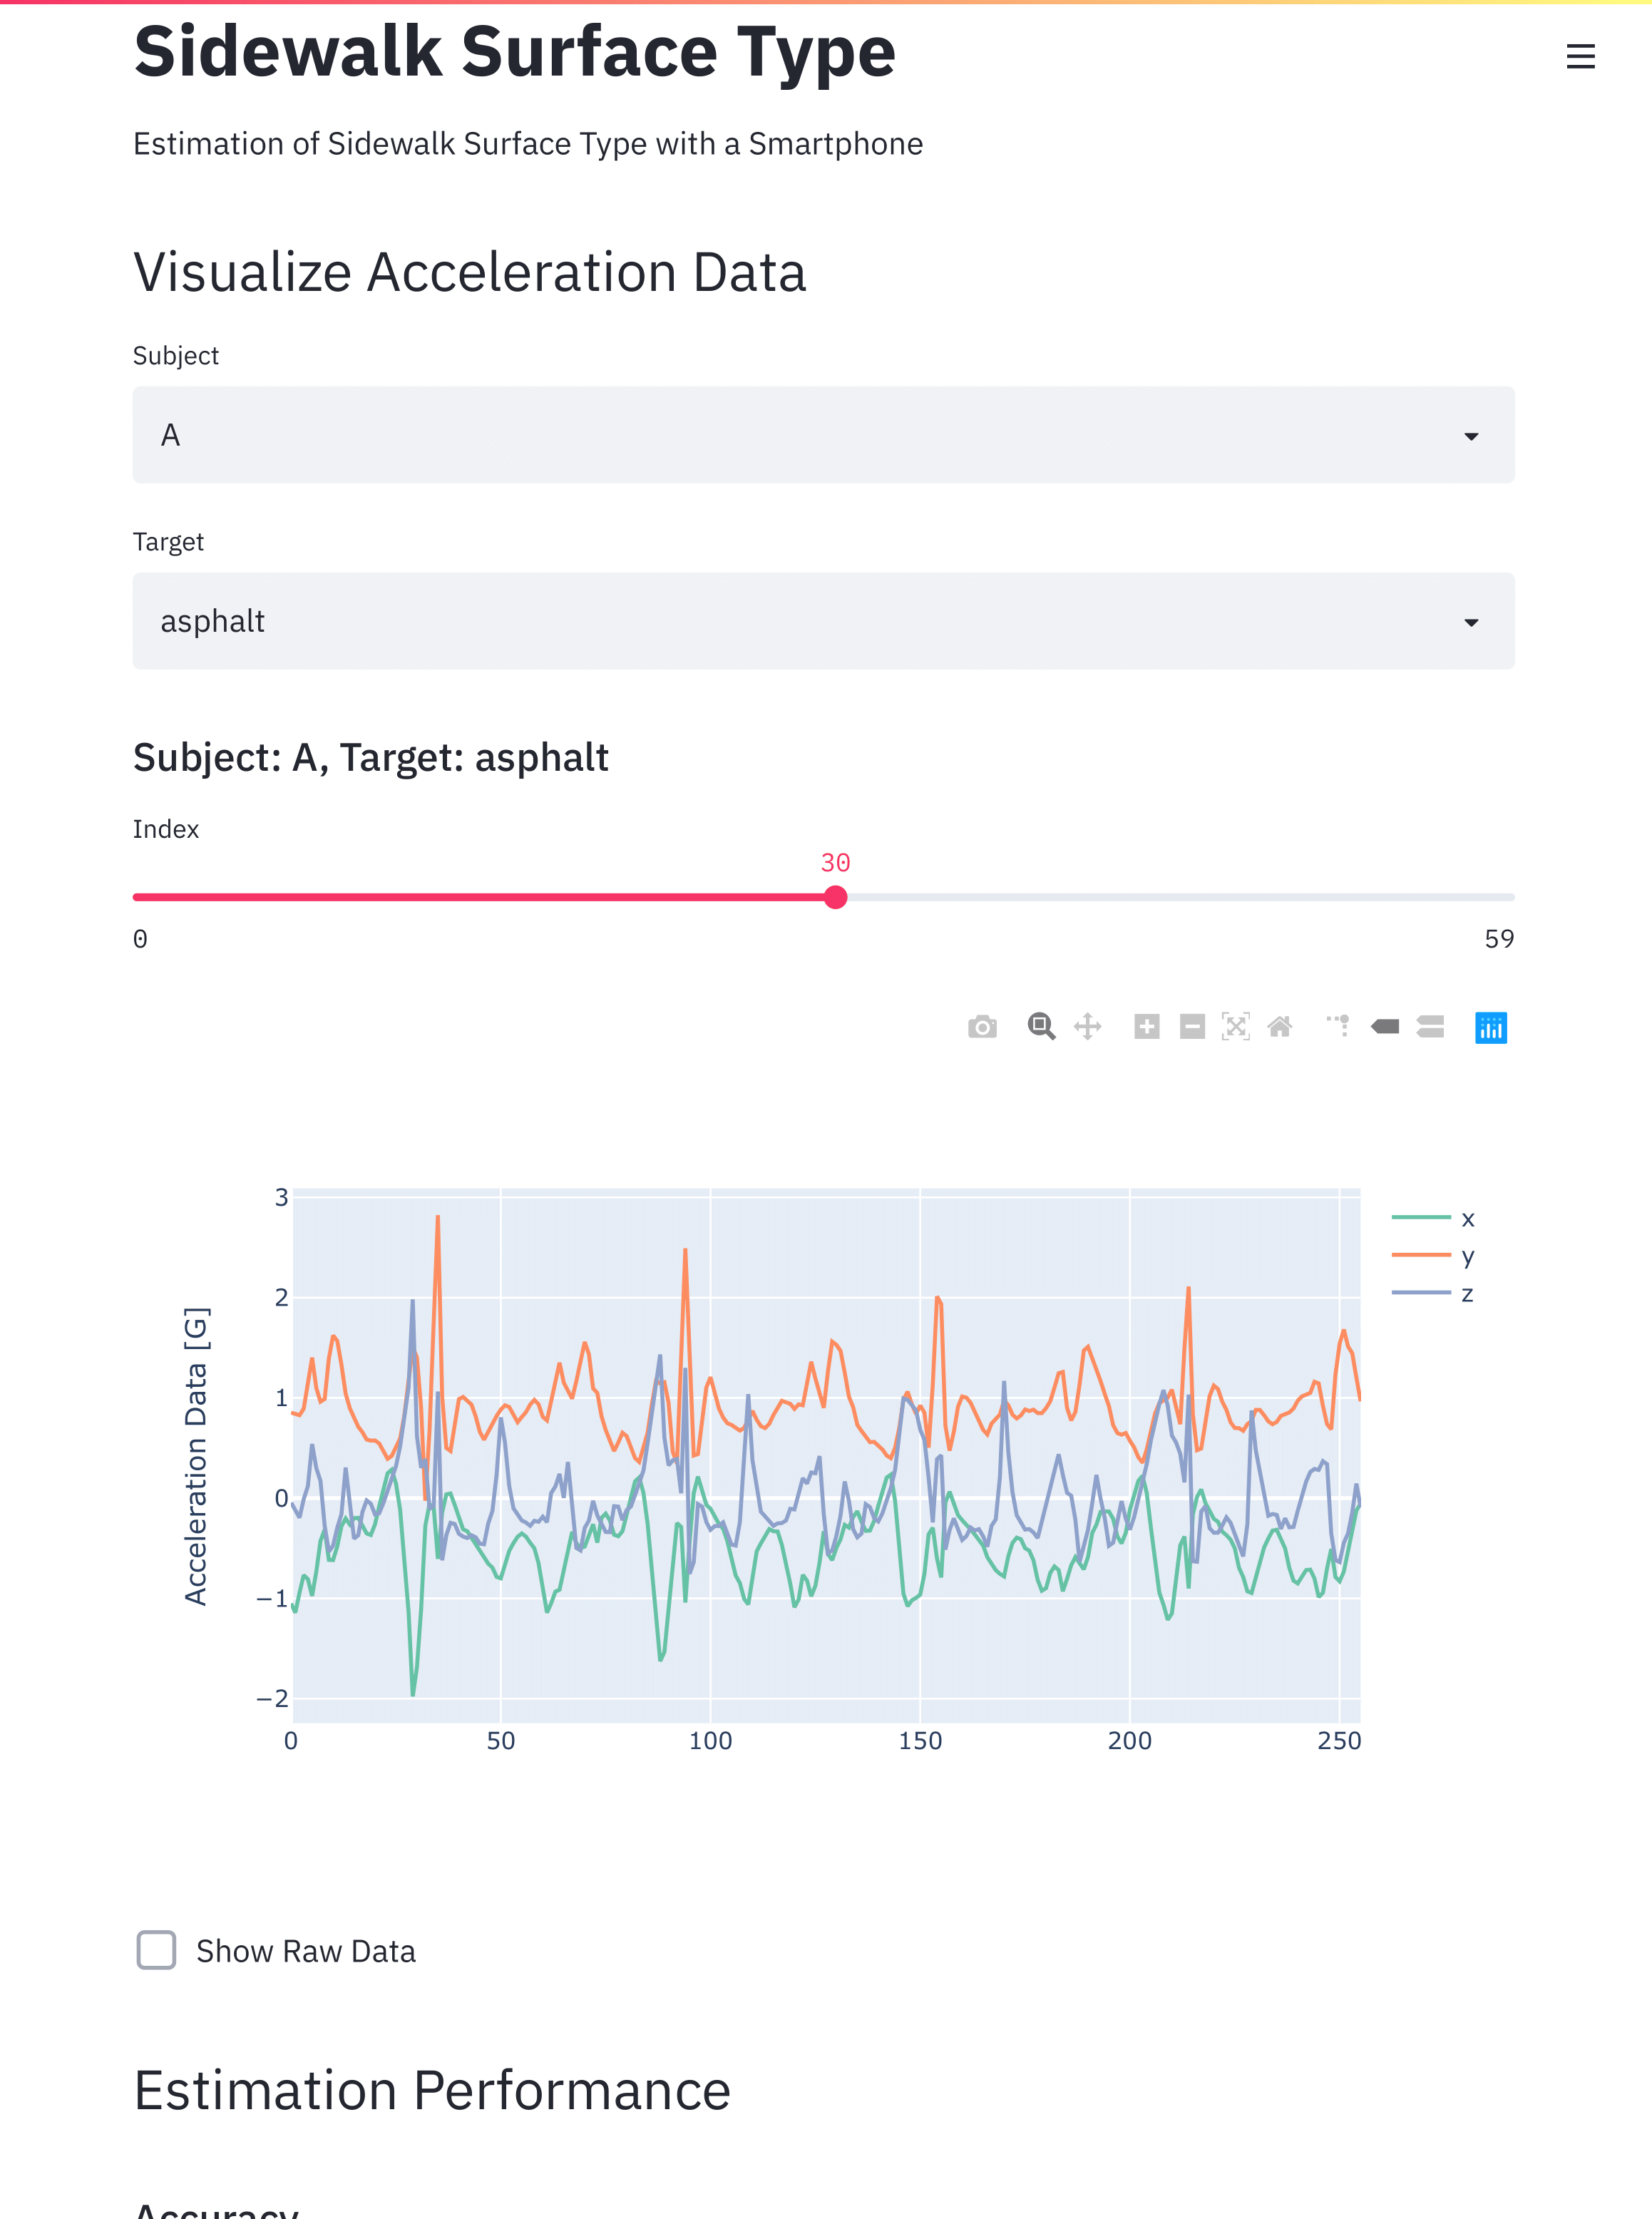 Sidewalk Surface Type
Estimation of Sidewalk Surface Type with a Smartphone
Visualize Acceleration Data
Subject
A
Target
asphalt
Subject: A, Target: asphalt
Index
30
0
59
3
2
1
0
−1
−2
Acceleration Data [G]
0
50
100
150
200
250
x
y
z
Show Raw Data
Estimation Performance
Accuracy